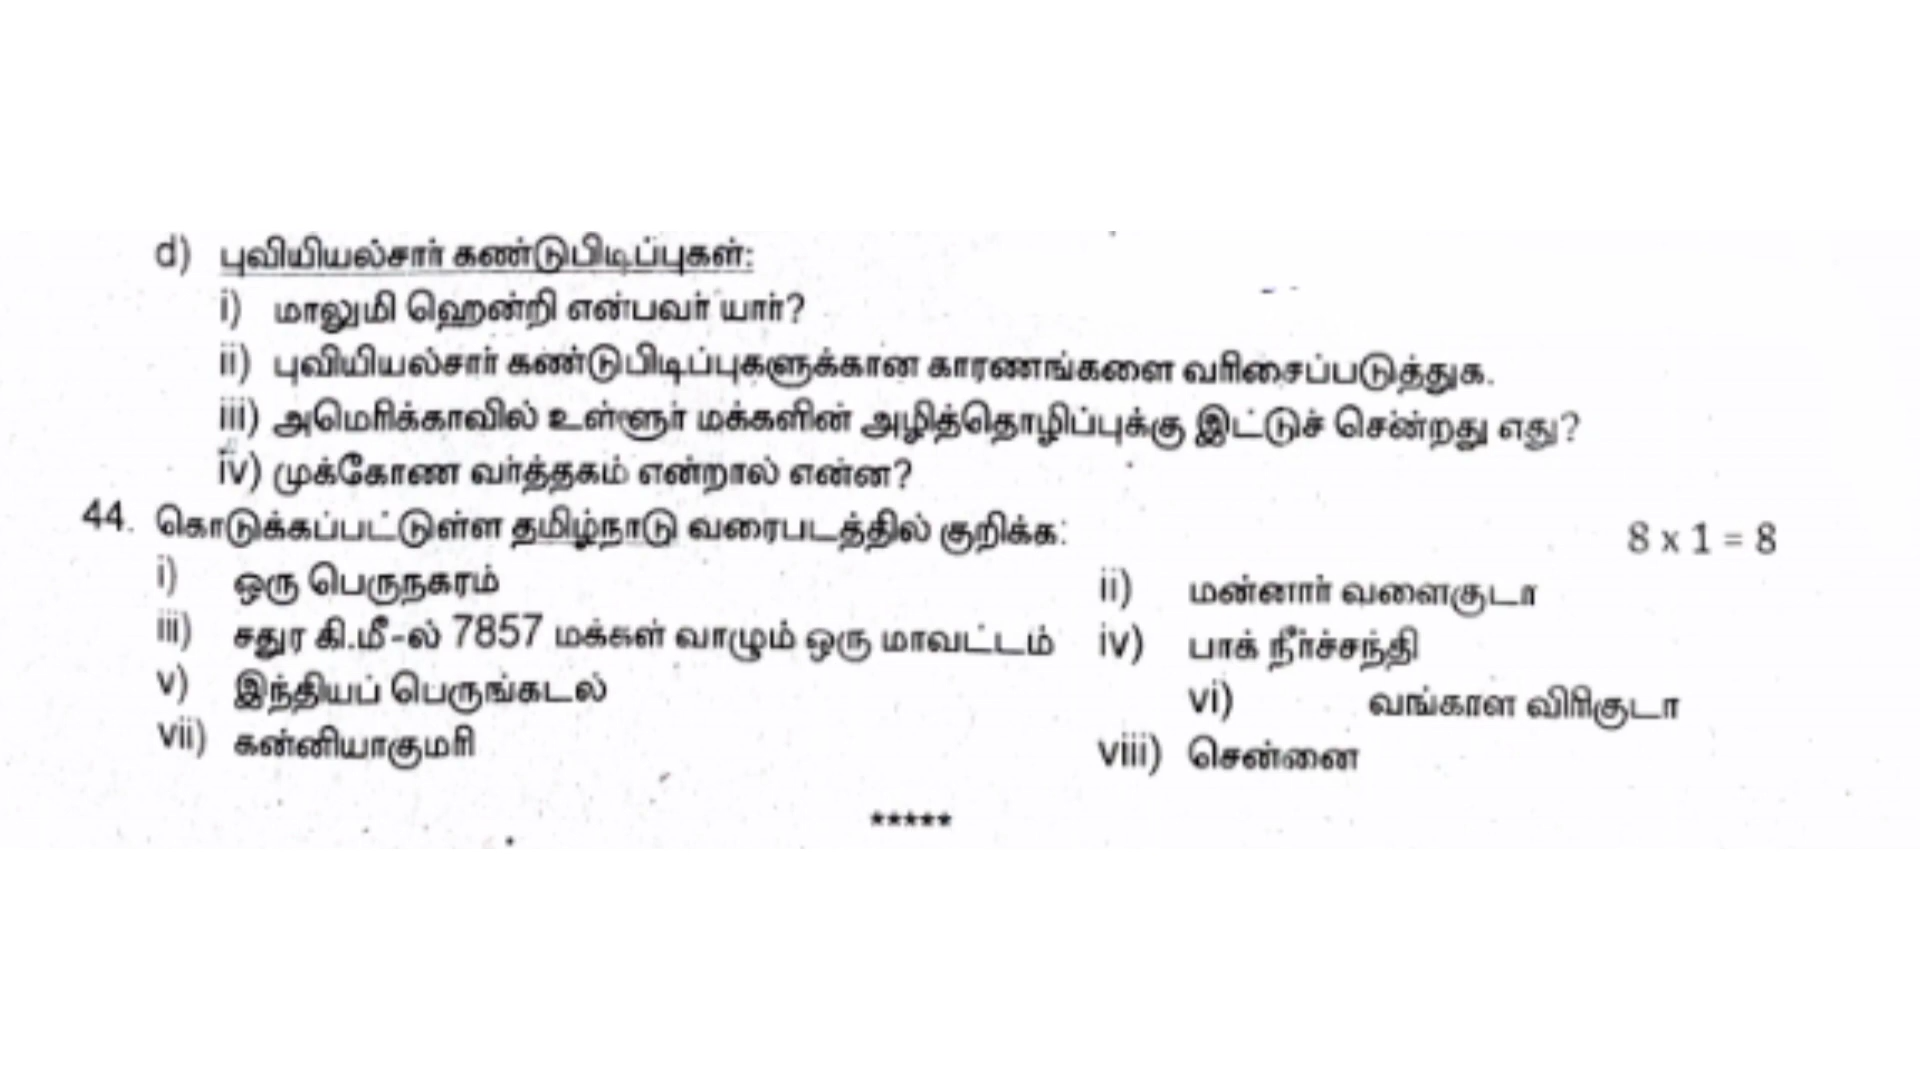 d) புவியியல்சார் கண்டுபிடிப்புகள்:
i) மாலுமி ஹென்றி என்பவர் யார்?
ii) புவியியல்சார் கண்டுபிடிப்புகளுக்கான காரணங்களை வரிசைப்படுத்துக.
iii) அமெரிக்காவில் உள்ளூர் மக்களின் அழித்தொழிப்புக்கு இட்டுச் சென்றது எது?
iv) முக்கோண வர்த்தகம் என்றால் என்ன?
44. கொடுக்கப்பட்டுள்ள தமிழ்நாடு வரைபடத்தில் குறிக்க: 8 x 1 = 8
i) ஒரு பெருநகரம் ii) மன்னார் வளைகுடா
iii) சதுர கி.மீ-ல் 7857 மக்கள் வாழும் ஒரு மாவட்டம் iv) பாக் நீர்ச்சந்தி
v) இந்தியப் பெருங்கடல் vi) வங்காள விரிகுடா
vii) கன்னியாகுமரி viii) சென்னை
*****